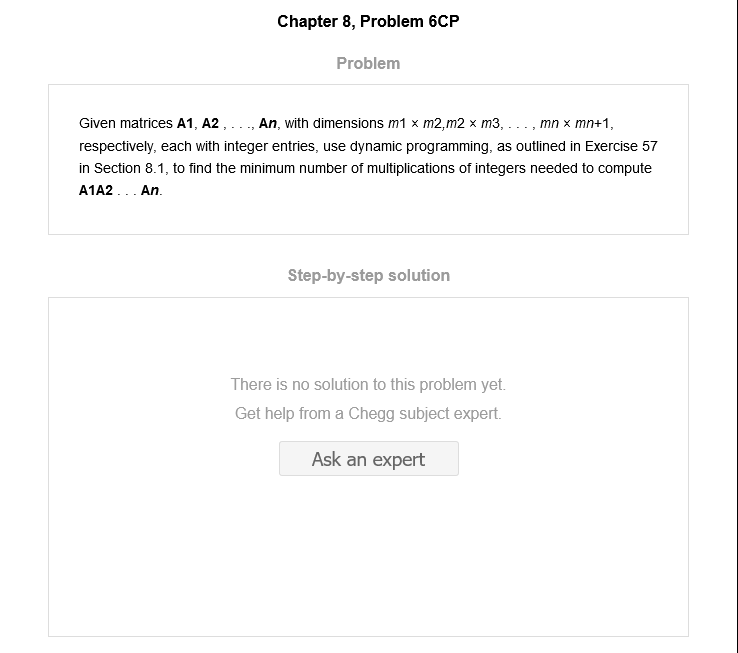 Chapter 8, Problem 6CP
Problem
Given matrices A1, A2 , . . ., An, with dimensions m1 × m2,m2 × m3, . . . , mn × mn+1,
respectively, each with integer entries, use dynamic programming, as outlined in Exercise 57
in Section 8.1, to find the minimum number of multiplications of integers needed to compute
A1A2 . . . An.
Step-by-step solution
There is no solution to this problem yet.
Get help from a Chegg subject expert.
Ask an expert